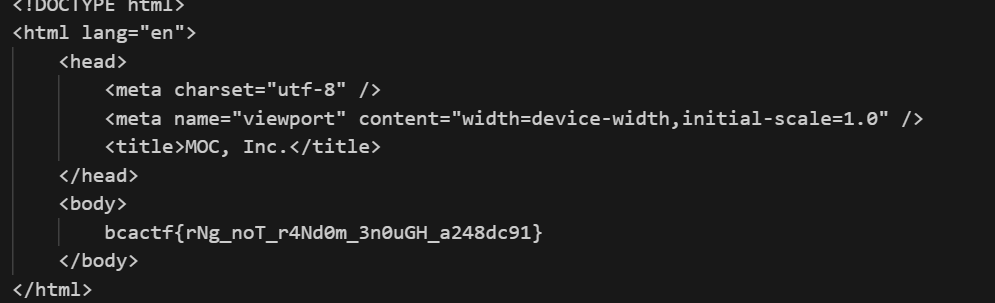 <!DOCTYPE html>
<html lang="en">
<head>
<meta charset="utf-8" />
<meta name="viewport" content="width=device-width,initial-scale=1.0" />
<title>MOC, Inc.</title>
</head>
<body>
bcactf{rNg_noT_r4Nd0m_3n0uGH_a248dc91}
</body>
</html>